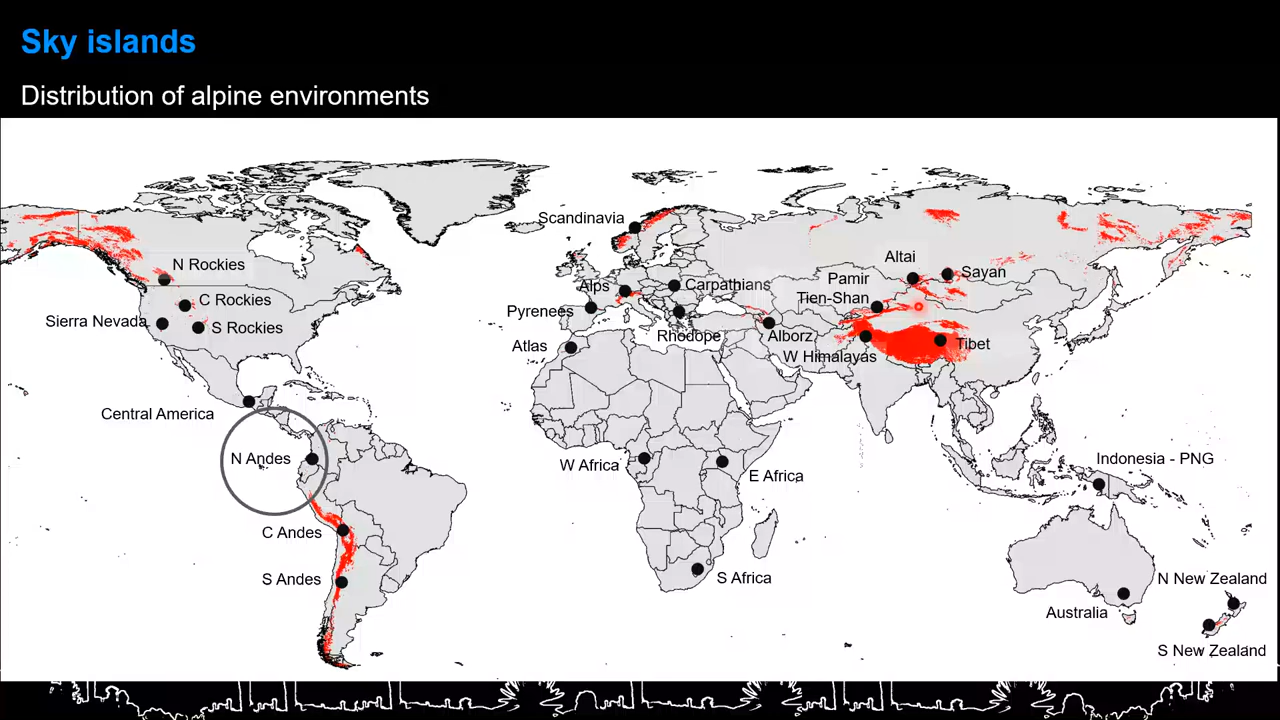 Sky islands
Distribution of alpine environments
Scandinavia
N Rockies
C Rockies
Sierra Nevada
S Rockies
Central America
N Andes
C Andes
S Andes
Alps
Carpathians
Pyrenees
Rhodope
Atlas
Altai
Sayan
Pamir
Tien-Shan
Alborz
W Himalayas
Tibet
W Africa
E Africa
S Africa
Indonesia - PNG
Australia
N New Zealand
S New Zealand